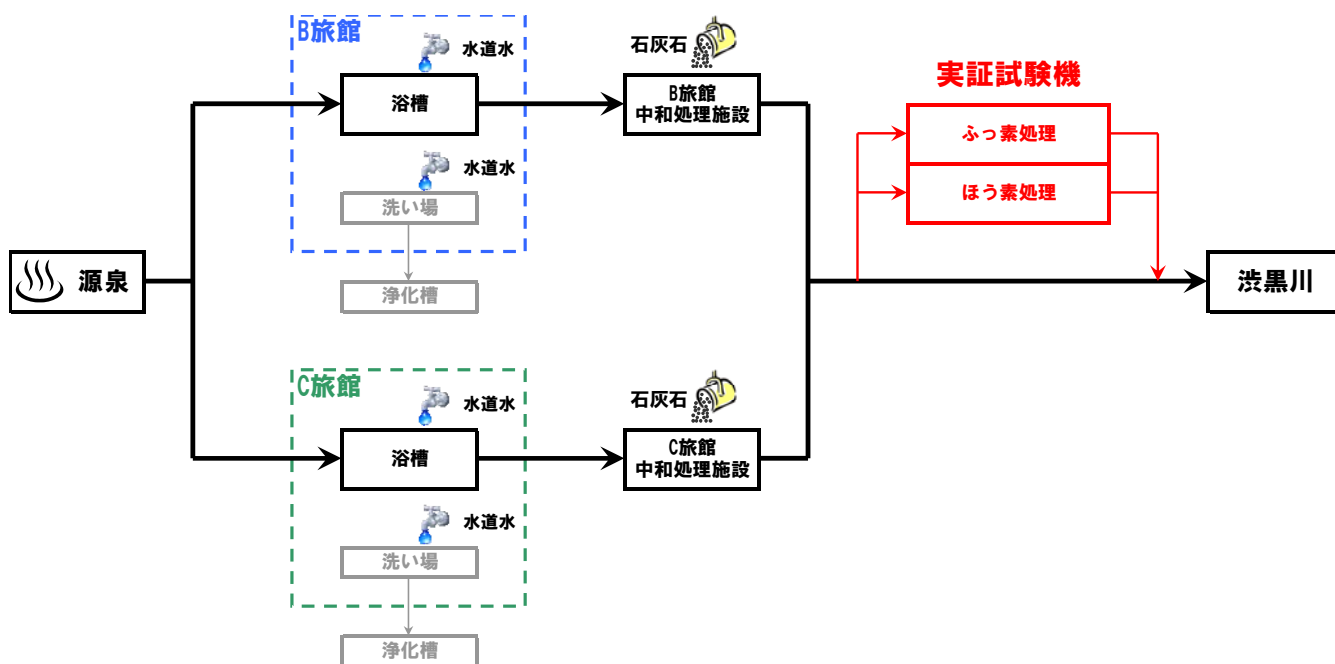 B旅館
水道水
浴槽
水道水
洗い場
浄化槽
石灰石
B旅館
中和処理施設
実証試験機
ふっ素処理
ほう素処理
源泉
渋黒川
C旅館
水道水
浴槽
水道水
洗い場
浄化槽
石灰石
C旅館
中和処理施設